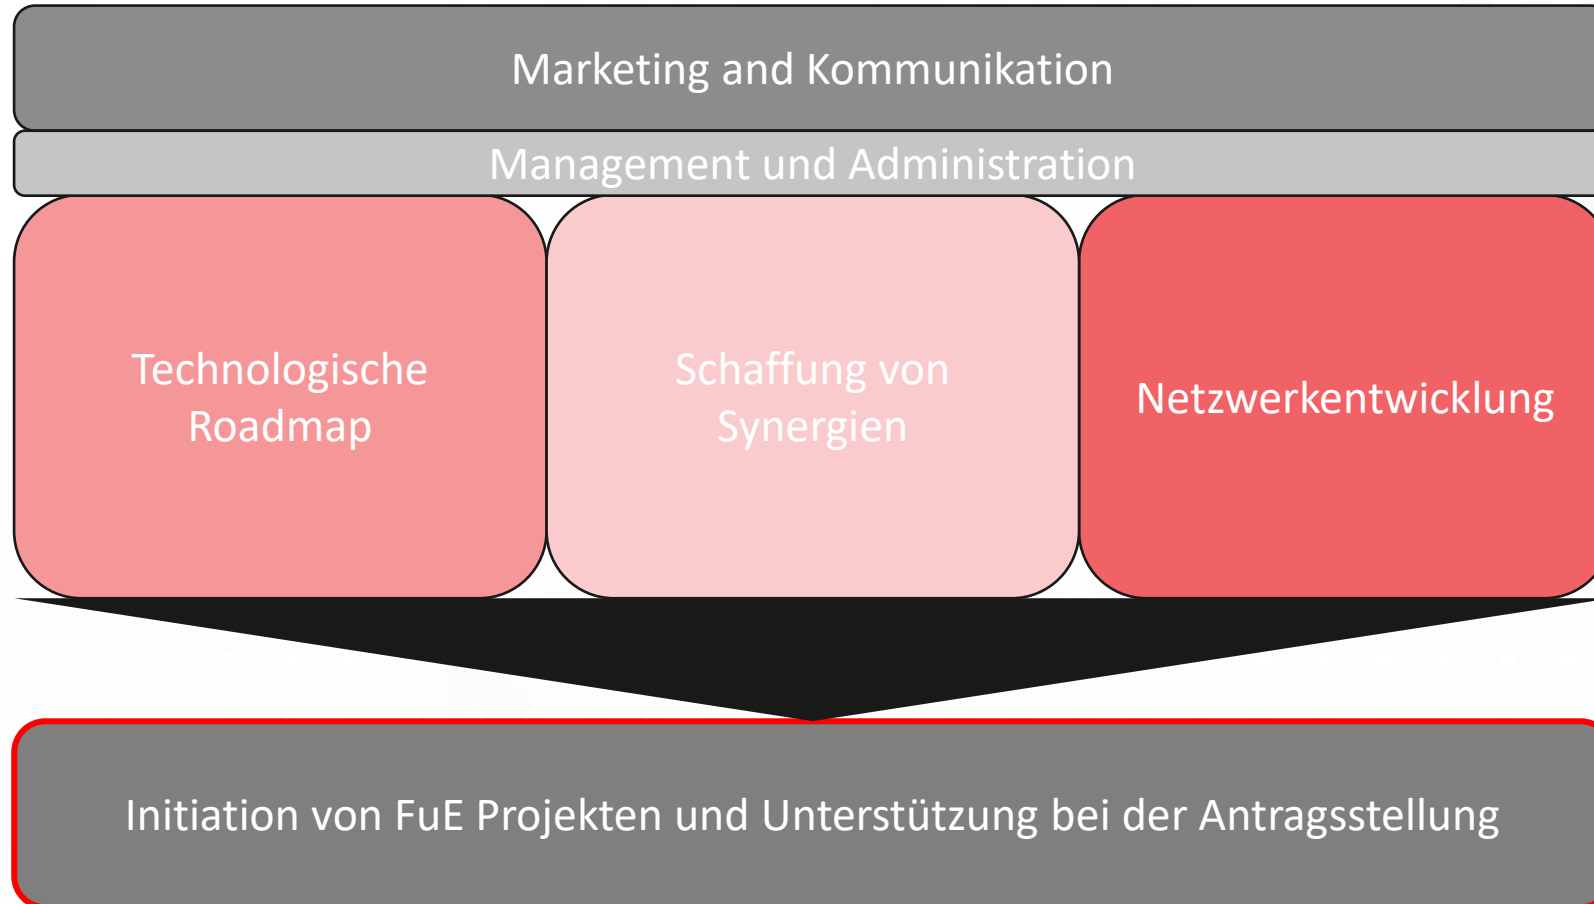 Marketing and Kommunikation
Management und Administration
Technologische
Roadmap
Schaffung von
Synergien
Netzwerkentwicklung
Initiation von FuE Projekten und Unterstützung bei der Antragsstellung